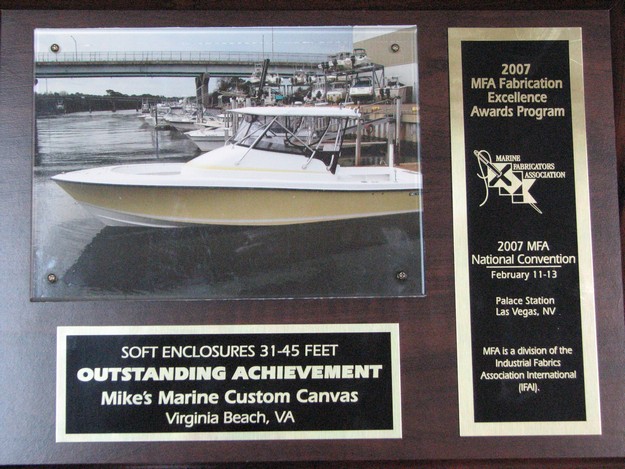 2007
MFA Fabrication
Excellence
Awards Program
MARINE
FABRICATORS
ASSOCIATION
2007 MFA
National Convention
February 11-13
Palace Station
Las Vegas, NV
MFA is a division of the
Industrial Fabrics
Association International
(IFAI).
SOFT ENCLOSURES 31-45 FEET
OUTSTANDING ACHIEVEMENT
Mike's Marine Custom Canvas
Virginia Beach, VA